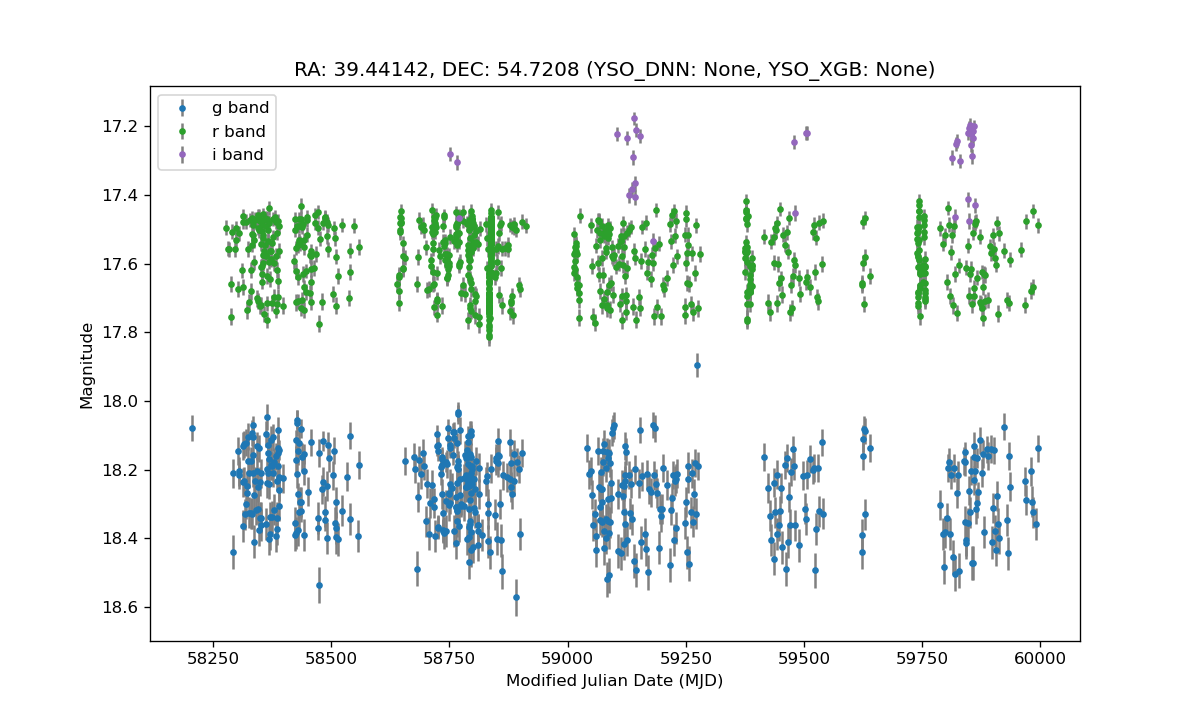 RA: 39.44142, DEC: 54.7208 (YSO_DNN: None, YSO_XGB: None)
g band
r band
i band
17.2
17.4
17.6
17.8
18.0
18.2
18.4
18.6
Magnitude
58250 58500 58750 59000 59250 59500 59750 60000
Modified Julian Date (MJD)